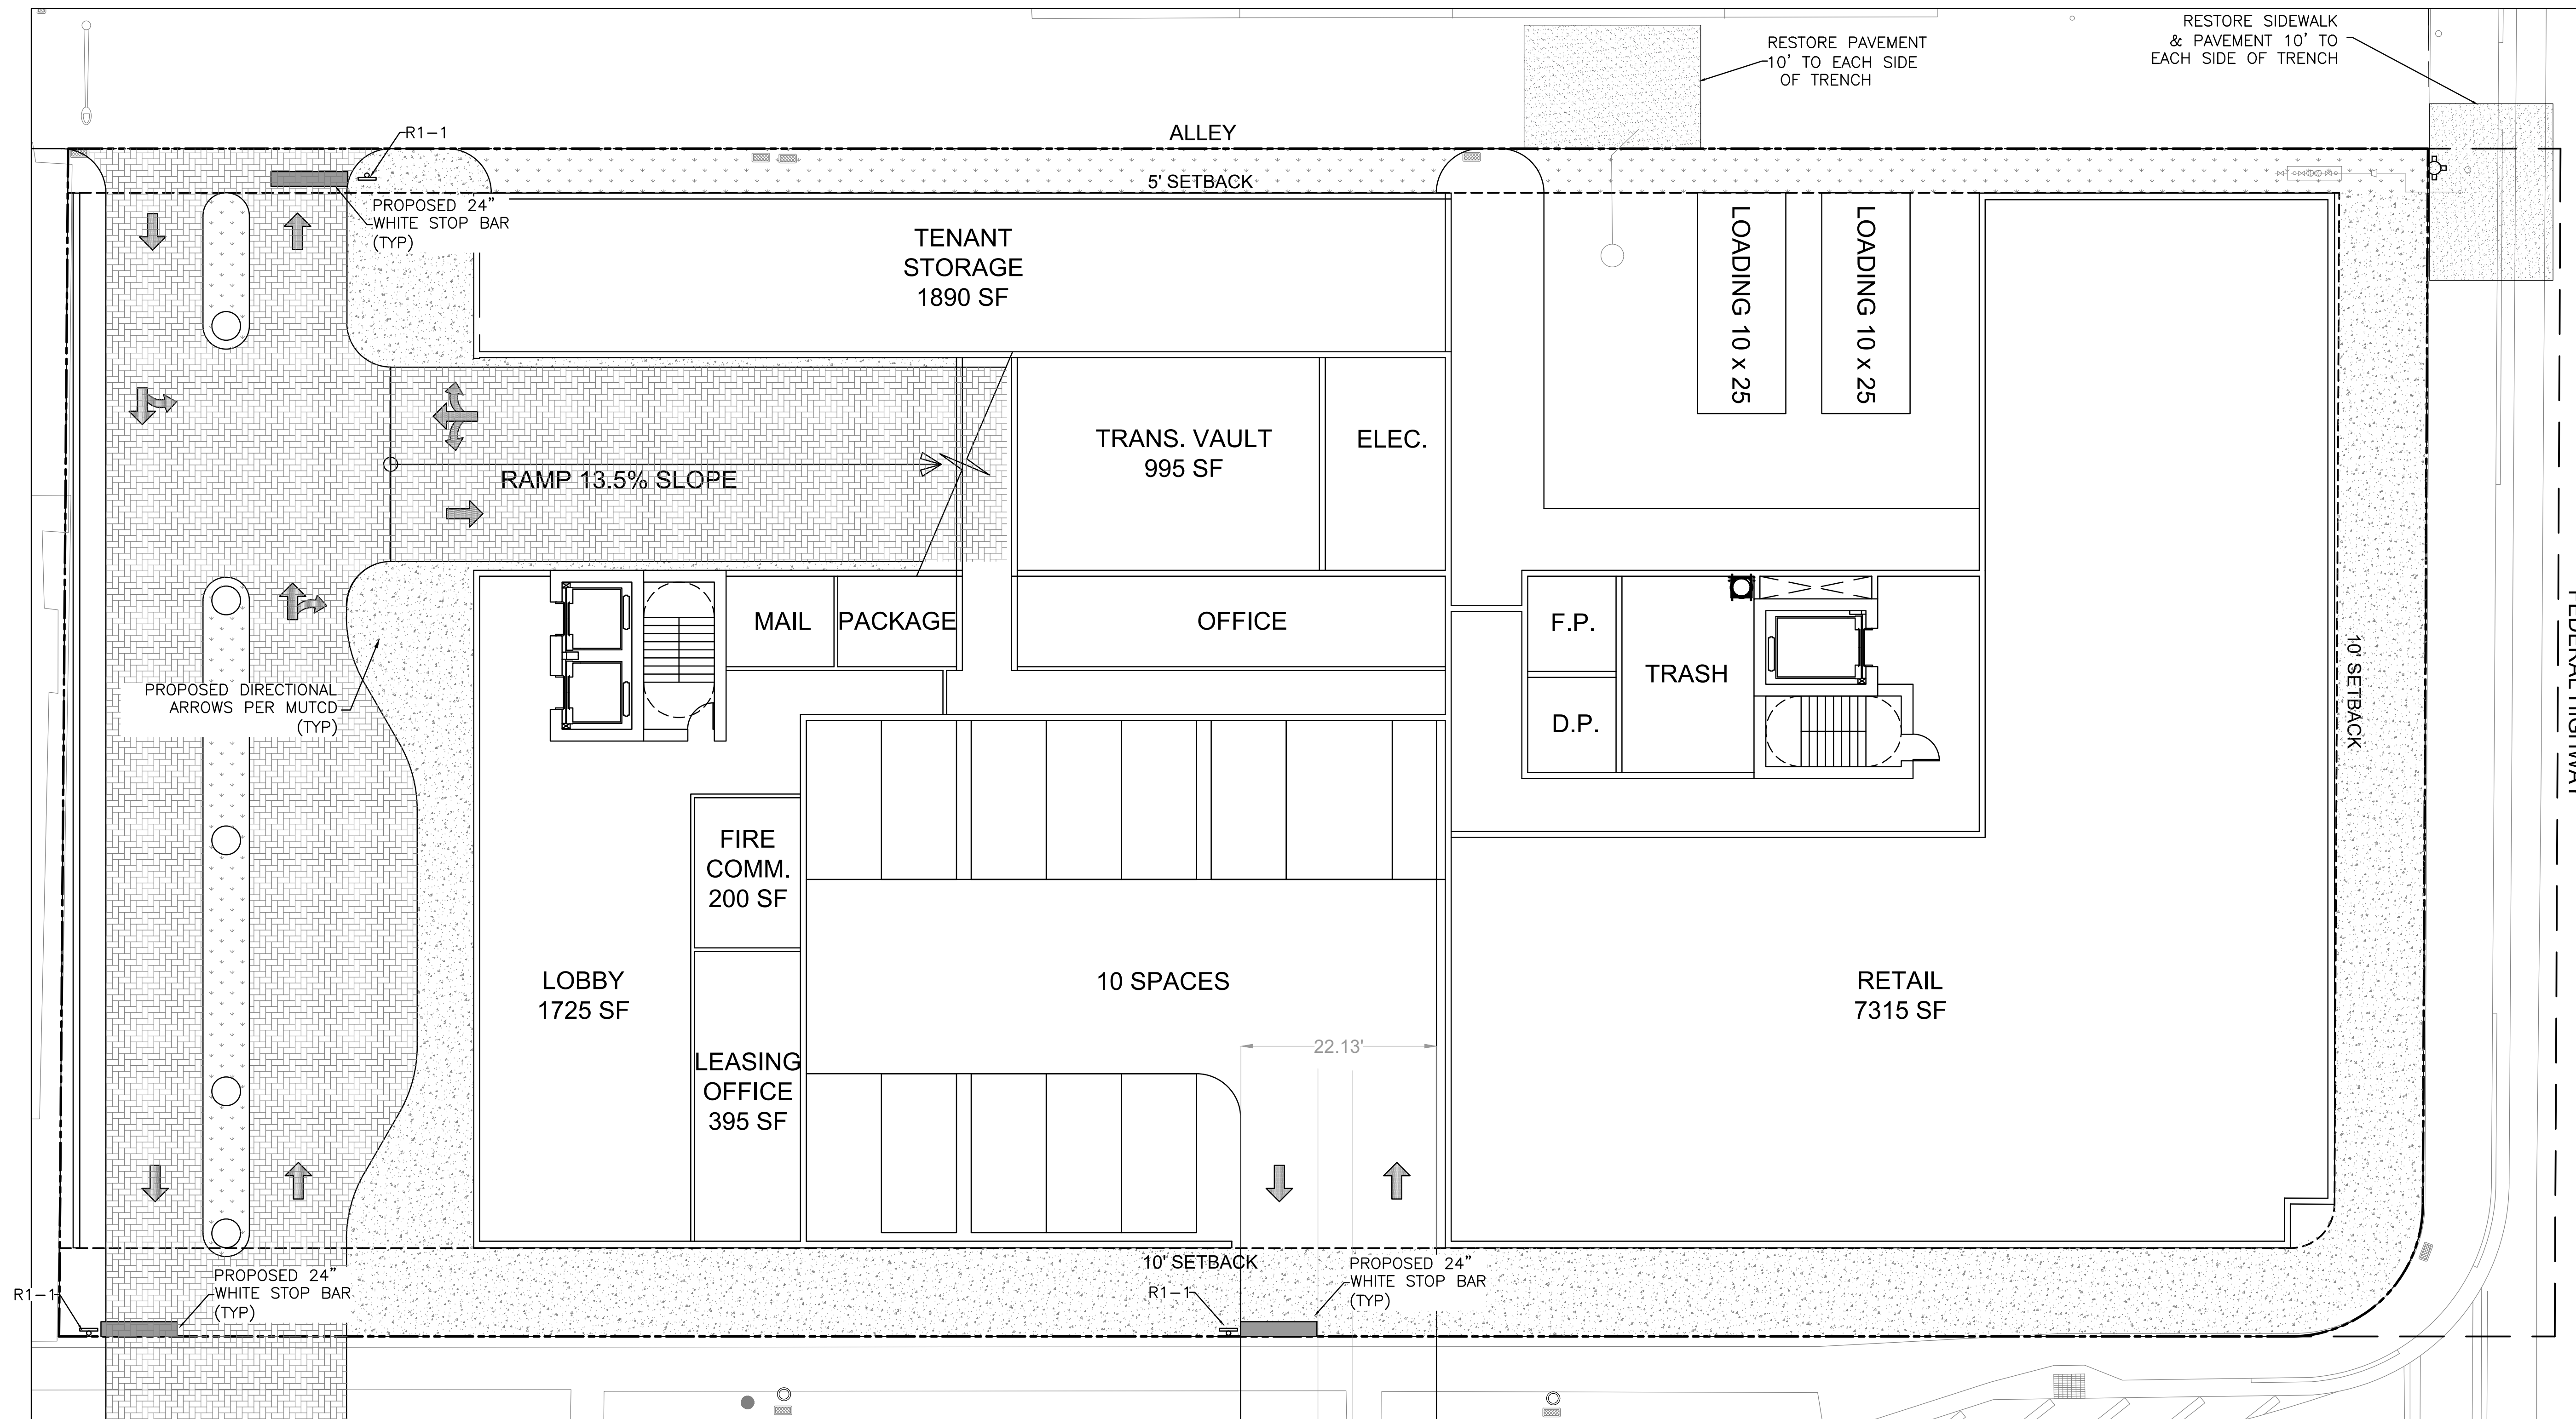 RESTORE SIDEWALK
& PAVEMENT 10' TO
EACH SIDE OF TRENCH
RESTORE PAVEMENT
10' TO EACH SIDE
OF TRENCH
R1-1
ALLEY
5' SETBACK
PROPOSED 24"
WHITE STOP BAR
(TYP)
TENANT
STORAGE
1890 SF
LOADING 10 x 25
LOADING 10 x 25
TRANS. VAULT
995 SF
ELEC.
RAMP 13.5% SLOPE
MAIL
PACKAGE
OFFICE
F.P.
TRASH
D.P.
10' SETBACK
FEDERAL HIGHWAY
PROPOSED DIRECTIONAL
ARROWS PER MUTCD
(TYP)
FIRE
COMM.
200 SF
LOBBY
1725 SF
10 SPACES
RETAIL
7315 SF
22.13'
LEASING
OFFICE
395 SF
10' SETBACK
R1-1
PROPOSED 24"
WHITE STOP BAR
(TYP)
R1-1
PROPOSED 24"
WHITE STOP BAR
(TYP)